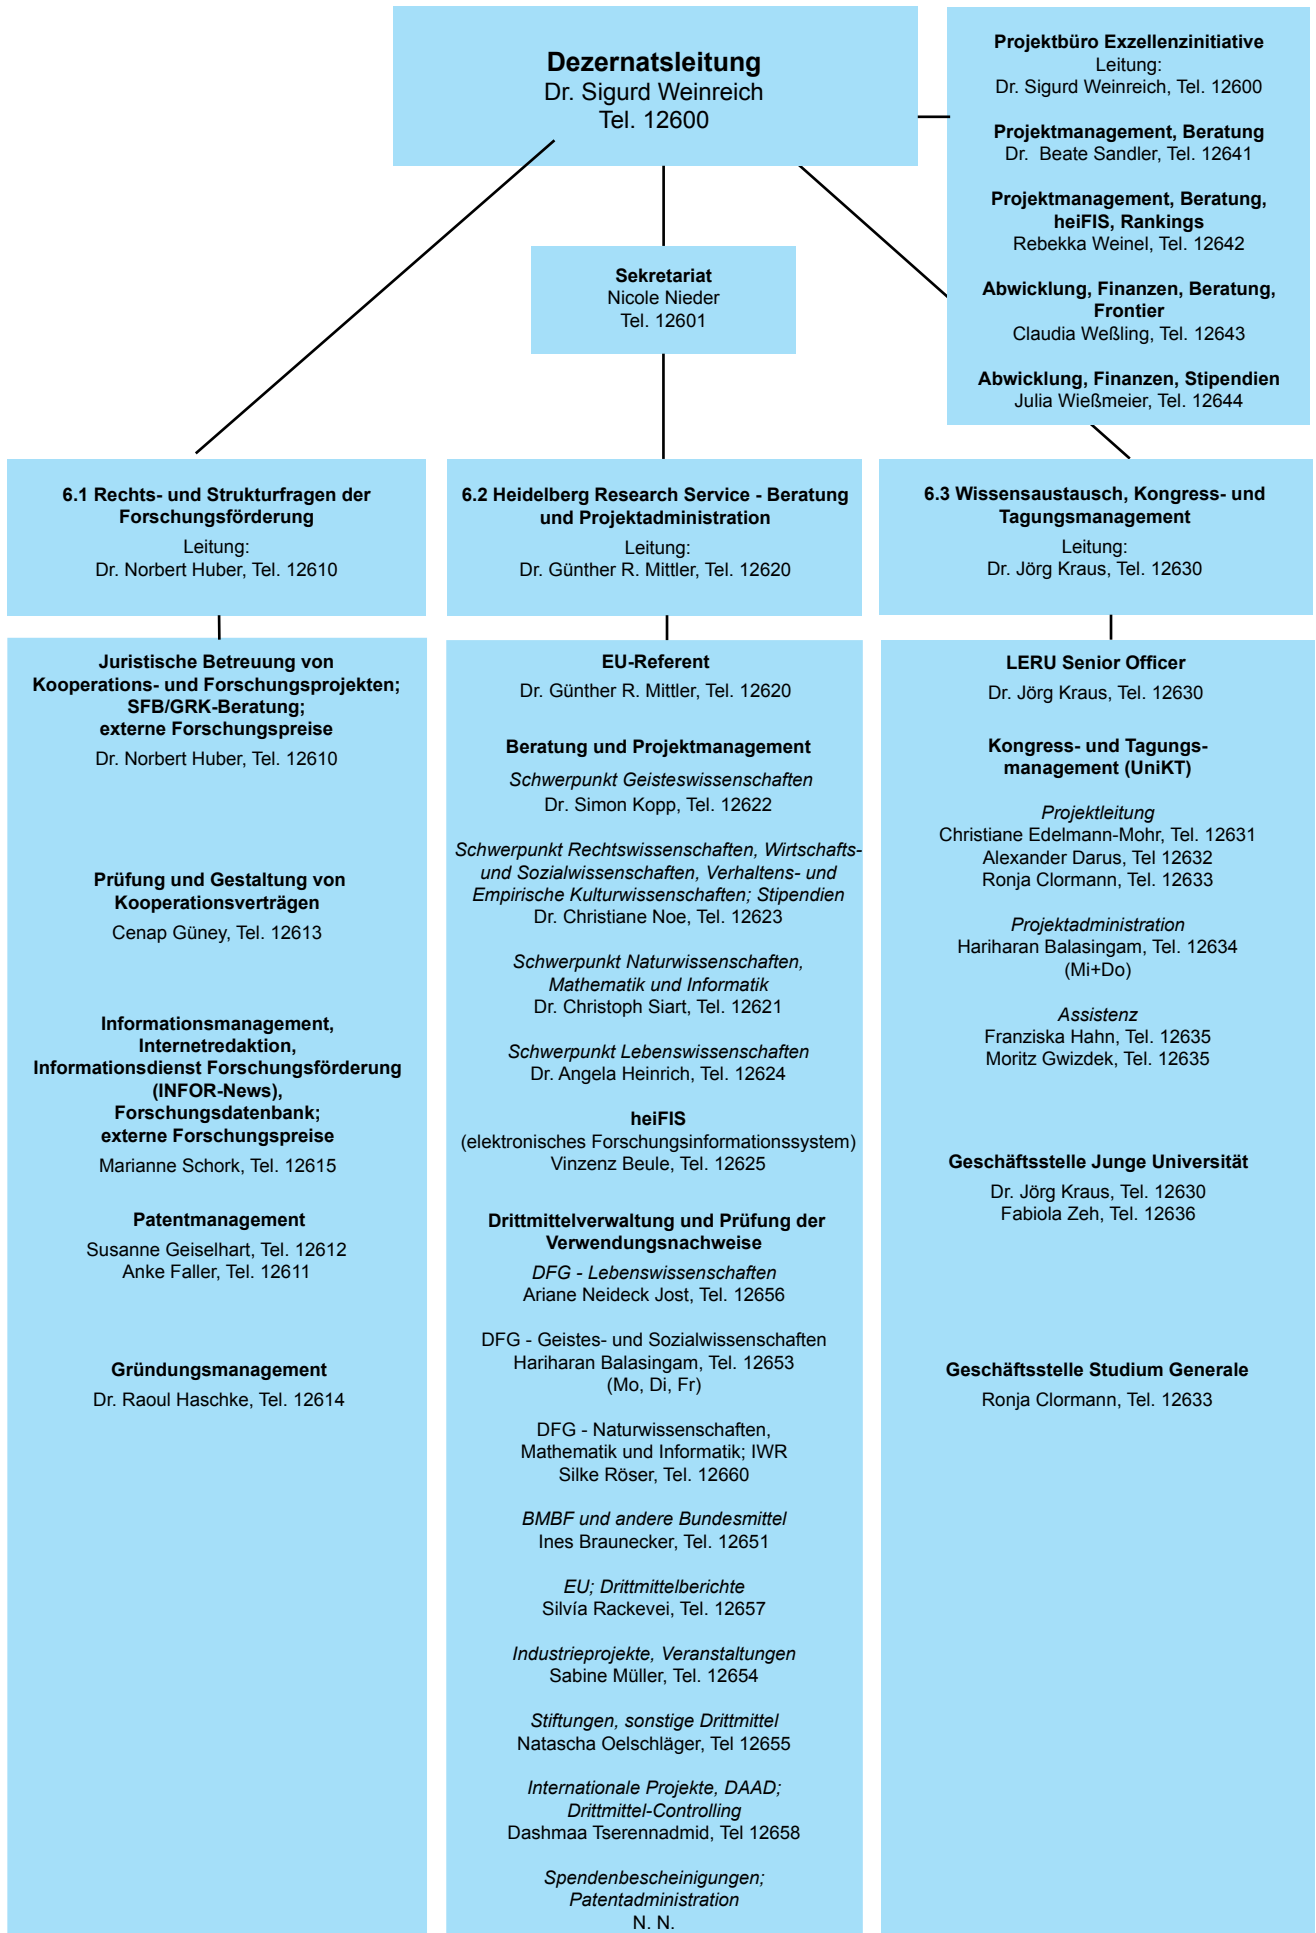 Dezernatsleitung
Dr. Sigurd Weinreich
Tel. 12600
Projektbüro Exzellenzinitiative
Leitung:
Dr. Sigurd Weinreich, Tel. 12600
Projektmanagement, Beratung
Dr. Beate Sandler, Tel. 12641
Projektmanagement, Beratung,
heiFIS, Rankings
Rebekka Weinel, Tel. 12642
Abwicklung, Finanzen, Beratung,
Frontier
Claudia Weßling, Tel. 12643
Abwicklung, Finanzen, Stipendien
Julia Wießmeier, Tel. 12644
Sekretariat
Nicole Nieder
Tel. 12601
6.1 Rechts- und Strukturfragen der
Forschungsförderung
Leitung:
Dr. Norbert Huber, Tel. 12610
Juristische Betreuung von
Kooperations- und Forschungsprojekten;
SFB/GRK-Beratung;
externe Forschungspreise
Dr. Norbert Huber, Tel. 12610
Prüfung und Gestaltung von
Kooperationsverträgen
Cenap Güney, Tel. 12613
Informationsmanagement,
Internetredaktion,
Informationsdienst Forschungsförderung
(INFOR-News),
Forschungsdatenbank;
externe Forschungspreise
Marianne Schork, Tel. 12615
Patentmanagement
Susanne Geiselhart, Tel. 12612
Anke Faller, Tel. 12611
Gründungsmanagement
Dr. Raoul Haschke, Tel. 12614
6.2 Heidelberg Research Service - Beratung
und Projektadministration
Leitung:
Dr. Günther R. Mittler, Tel. 12620
EU-Referent
Dr. Günther R. Mittler, Tel. 12620
Beratung und Projektmanagement
Schwerpunkt Geisteswissenschaften
Dr. Simon Kopp, Tel. 12622
Schwerpunkt Rechtswissenschaften, Wirtschafts-
und Sozialwissenschaften, Verhaltens- und
Empirische Kulturwissenschaften; Stipendien
Dr. Christiane Noe, Tel. 12623
Schwerpunkt Naturwissenschaften,
Mathematik und Informatik
Dr. Christoph Siart, Tel. 12621
Schwerpunkt Lebenswissenschaften
Dr. Angela Heinrich, Tel. 12624
heiFIS
(elektronisches Forschungsinformationssystem)
Vinzenz Beule, Tel. 12625
Drittmittelverwaltung und Prüfung der
Verwendungsnachweise
DFG - Lebenswissenschaften
Ariane Neideck Jost, Tel. 12656
DFG - Geistes- und Sozialwissenschaften
Hariharan Balasingam, Tel. 12653
(Mo, Di, Fr)
DFG - Naturwissenschaften,
Mathematik und Informatik; IWR
Silke Röser, Tel. 12660
BMBF und andere Bundesmittel
Ines Braunecker, Tel. 12651
EU; Drittmittelberichte
Silvía Rackevei, Tel. 12657
Industrieprojekte, Veranstaltungen
Sabine Müller, Tel. 12654
Stiftungen, sonstige Drittmittel
Natascha Oelschläger, Tel 12655
Internationale Projekte, DAAD;
Drittmittel-Controlling
Dashmaa Tserennadmid, Tel 12658
Spendenbescheinigungen;
Patentadministration
N. N.
6.3 Wissensaustausch, Kongress- und
Tagungsmanagement
Leitung:
Dr. Jörg Kraus, Tel. 12630
LERU Senior Officer
Dr. Jörg Kraus, Tel. 12630
Kongress- und Tagungs-
management (UniKT)
Projektleitung
Christiane Edelmann-Mohr, Tel. 12631
Alexander Darus, Tel 12632
Ronja Clormann, Tel. 12633
Projektadministration
Hariharan Balasingam, Tel. 12634
(Mi+Do)
Assistenz
Franziska Hahn, Tel. 12635
Moritz Gwizdek, Tel. 12635
Geschäftsstelle Junge Universität
Dr. Jörg Kraus, Tel. 12630
Fabiola Zeh, Tel. 12636
Geschäftsstelle Studium Generale
Ronja Clormann, Tel. 12633